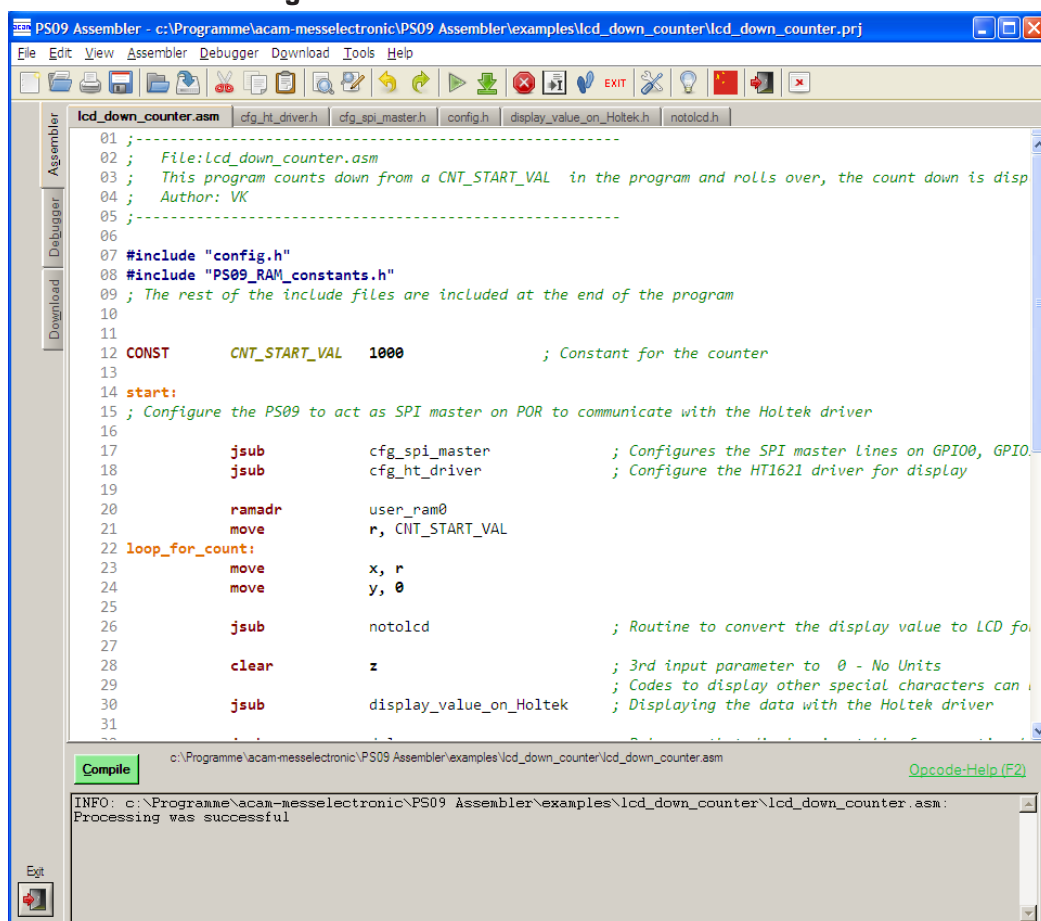 PS09 Assembler - c:\Programme\acam-messelectronic\PS09 Assembler\examples\lcd_down_counter\lcd_down_counter.prj
File Edit View Assembler Debugger Download Tools Help
EXIT
lcd_down_counter.asm cfg_ht_driver.h cfg_spi_master.h config.h display_value_on_Holtek.h notolcd.h
Assembler
Debugger
Download
01 ;------------------------------------------------------------
02 ;   File:lcd_down_counter.asm
03 ;   This program counts down from a CNT_START_VAL  in the program and rolls over, the count down is disp
04 ;   Author: VK
05 ;------------------------------------------------------------
06
07 #include "config.h"
08 #include "PS09_RAM_constants.h"
09 ; The rest of the include files are included at the end of the program
10
11
12 CONST CNT_START_VAL 1000 ; Constant for the counter
13
14 start:
15 ; Configure the PS09 to act as SPI master on POR to communicate with the Holtek driver
16
17 jsub cfg_spi_master ; Configures the SPI master lines on GPIO0, GPIO
18 jsub cfg_ht_driver ; Configure the HT1621 driver for display
19
20 ramadr user_ram0
21 move r, CNT_START_VAL
22 loop_for_count:
23 move x, r
24 move y, 0
25
26 jsub notolcd ; Routine to convert the display value to LCD fo
27
28 clear z ; 3rd input parameter to  0 - No Units
29 ; Codes to display other special characters can
30 jsub display_value_on_Holtek ; Displaying the data with the Holtek driver
31
Compile
c:\Programme\acam-messelectronic\PS09 Assembler\examples\lcd_down_counter\lcd_down_counter.asm
Opcode-Help (F2)
INFO: c:\Programme\acam-messelectronic\PS09 Assembler\examples\lcd_down_counter\lcd_down_counter.asm:
Processing was successful
Exit